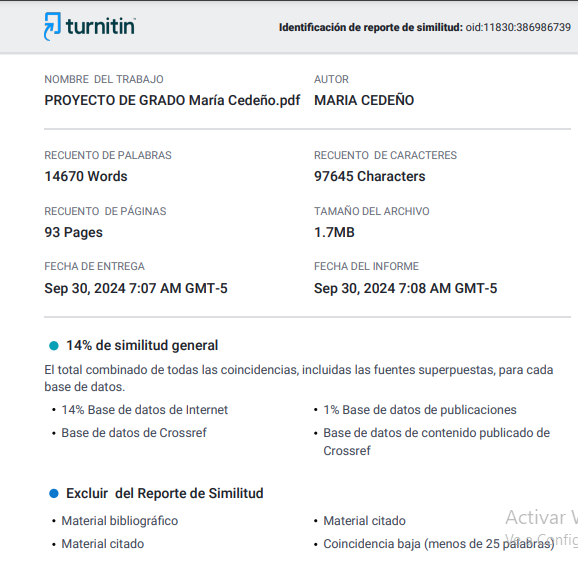 turnitin
Identificación de reporte de similitud: oid:11830:386986739
NOMBRE DEL TRABAJO
AUTOR
PROYECTO DE GRADO María Cedeño.pdf
MARIA CEDEÑO
RECUENTO DE PALABRAS
RECUENTO DE CARACTERES
14670 Words
97645 Characters
RECUENTO DE PÁGINAS
TAMAÑO DEL ARCHIVO
93 Pages
1.7MB
FECHA DE ENTREGA
FECHA DEL INFORME
Sep 30, 2024 7:07 AM GMT-5
Sep 30, 2024 7:08 AM GMT-5
14% de similitud general
El total combinado de todas las coincidencias, incluidas las fuentes superpuestas, para cada
base de datos.
• 14% Base de datos de Internet
• 1% Base de datos de publicaciones
• Base de datos de Crossref
• Base de datos de contenido publicado de
Crossref
Excluir del Reporte de Similitud
• Material bibliográfico
• Material citado
• Material citado
• Coincidencia baja (menos de 25 palabras)
Activar